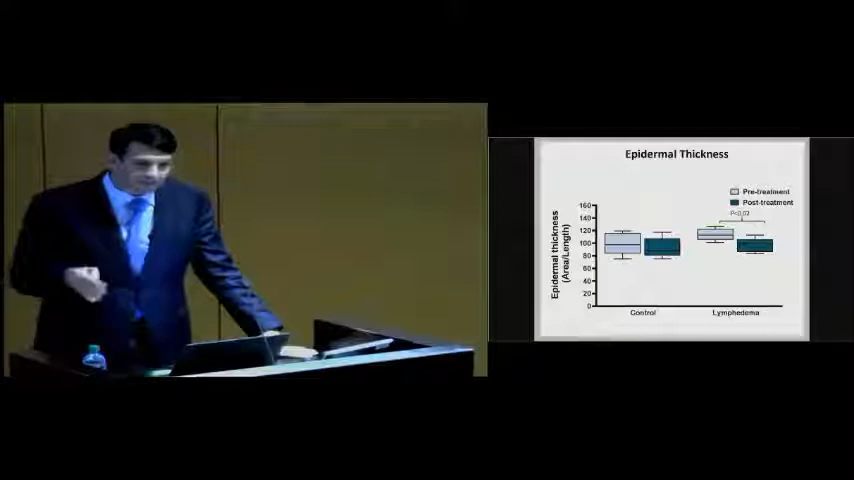 Epidermal Thickness
Pre-treatment
Post-treatment
P<0.02
Epidermal thickness
(Area/Length)
160
140
120
100
80
60
40
20
0
Control
Lymphedema